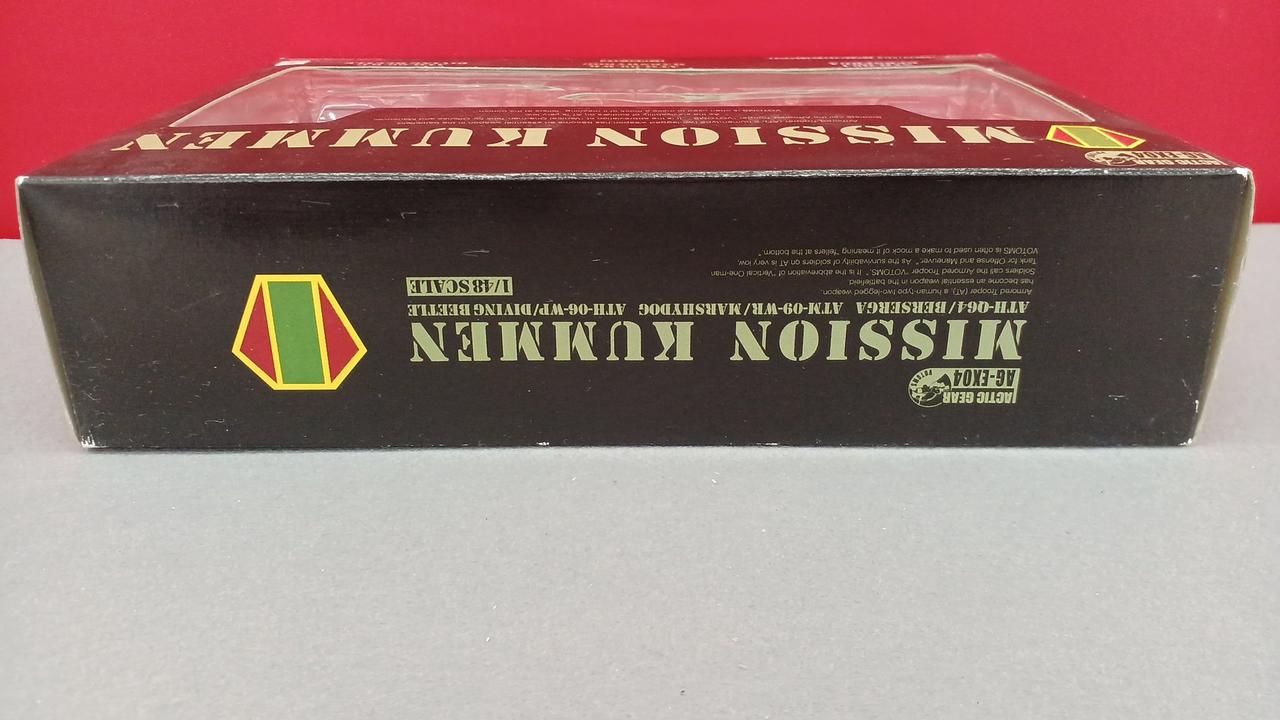 ACTIC GEAR
AG-EX04
VOTOMS
MISSION KUMMEN
ATH-Q64/BERSERGA ATM-09-WR/MARSHYDOG ATH-06-WP/DIVING BEETLE
1/48 SCALE
Armored Trooper (AT), a human-type two-legged weapon.
has become an essential weapon in the battlefield.
Soldiers call the Armored Trooper "VOTOMS." It is the abbreviation of "Vertical One-man
Tank for Offense and Maneuver." As the survivability of soldiers on AT is very low,
VOTOMS is often used to make a mock of it meaning "fellers at the bottom."
ACTIC GEAR
MISSION KUMMEN